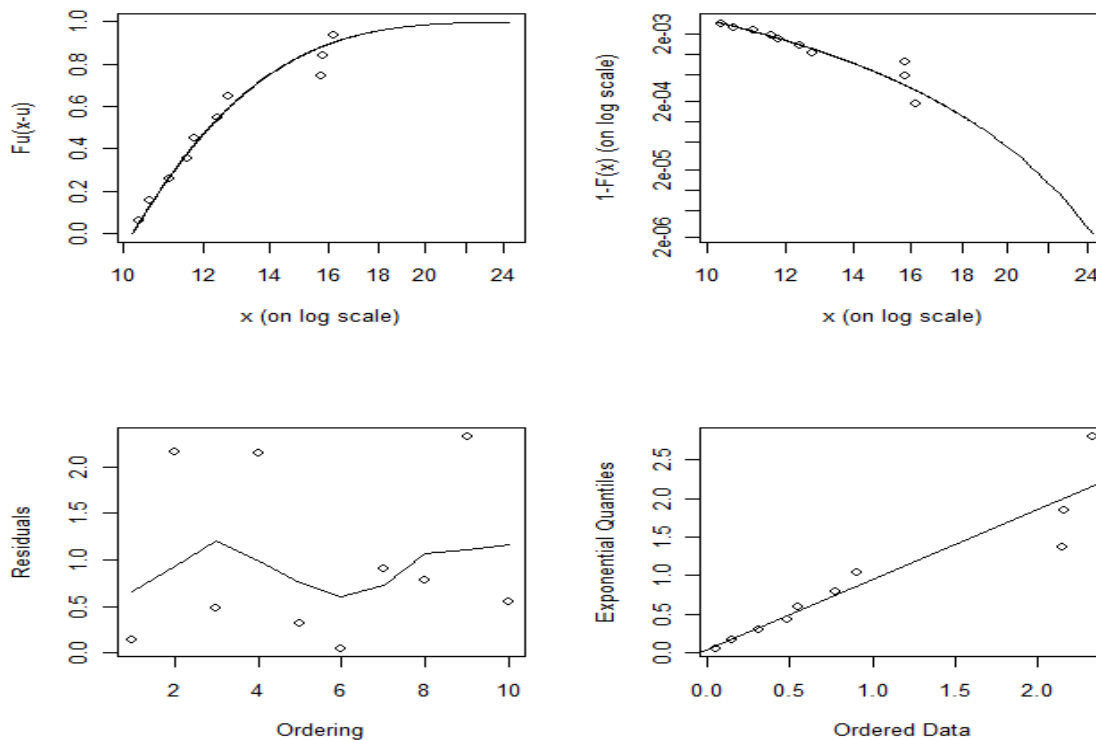 Fu(x-u)
0.0 0.2 0.4 0.6 0.8 1.0
10 12 14 16 18 20 24
x (on log scale)
1-F(x) (on log scale)
2e-06 2e-05 2e-04 2e-03
10 12 14 16 18 20 24
x (on log scale)
Residuals
0.0 0.5 1.0 1.5 2.0
2 4 6 8 10
Ordering
Exponential Quantiles
0.0 0.5 1.0 1.5 2.0 2.5
0.0 0.5 1.0 1.5 2.0
Ordered Data